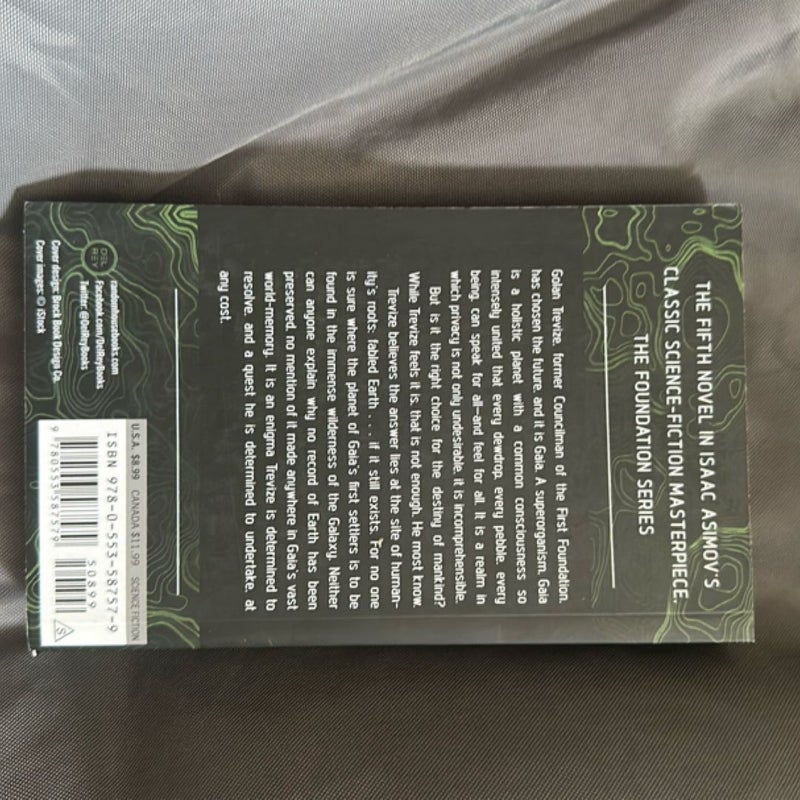 THE FIFTH NOVEL IN ISAAC ASIMOV'S
CLASSIC SCIENCE-FICTION MASTERPIECE,
THE FOUNDATION SERIES
Golan Trevize, former Councilman of the First Foundation,
has chosen the future and it is Gaia. A superorganism, Gaia
is a holistic planet with a common consciousness so
intensely united that every dewdrop, every pebble, every
being, can speak for all—and feel for all. It is a realm in
which privacy is not only undesirable, it is incomprehensible.
But is it the right choice for the destiny of mankind?
While Trevize feels it is, that is not enough. He must know.
Trevize believes the answer lies at the site of human-
ity's roots: fabled Earth . . . if it still exists. For no one
is sure where the planet of Gaia's first settlers is to be
found in the immense wilderness of the Galaxy. Neither
can anyone explain why no record of Earth has been
preserved, no mention of it made anywhere in Gaia's vast
world-memory. It is an enigma Trevize is determined to
resolve, and a quest he is determined to undertake, at
any cost.
DEL
REY
randomhousebooks.com
Facebook.com/DelReyBooks
Twitter: @DelReyBooks
Cover design: Brock Book Design Co.
Cover images: © iStock
U.S.A. $8.99 CANADA $11.99 SCIENCE FICTION
ISBN 978-0-553-58757-9
50899
9 780553 587579
S